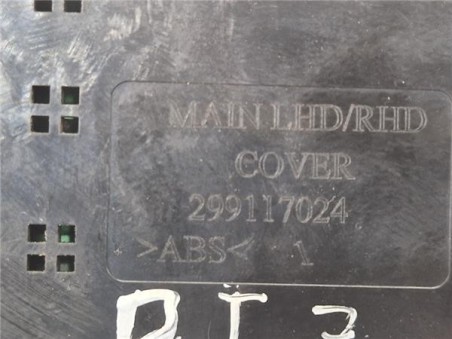 MAIN LHD/RHD
COVER
299117024
>ABS< 1